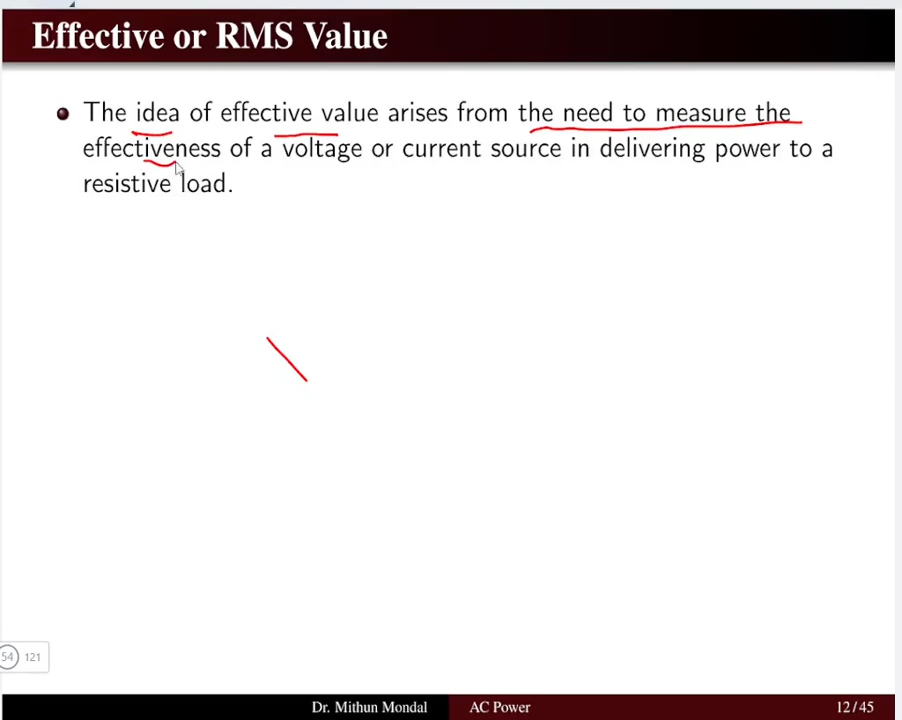 Effective or RMS Value
The idea of effective value arises from the need to measure the
effectiveness of a voltage or current source in delivering power to a
resistive load.
54 121
Dr. Mithun Mondal AC Power 12 / 45